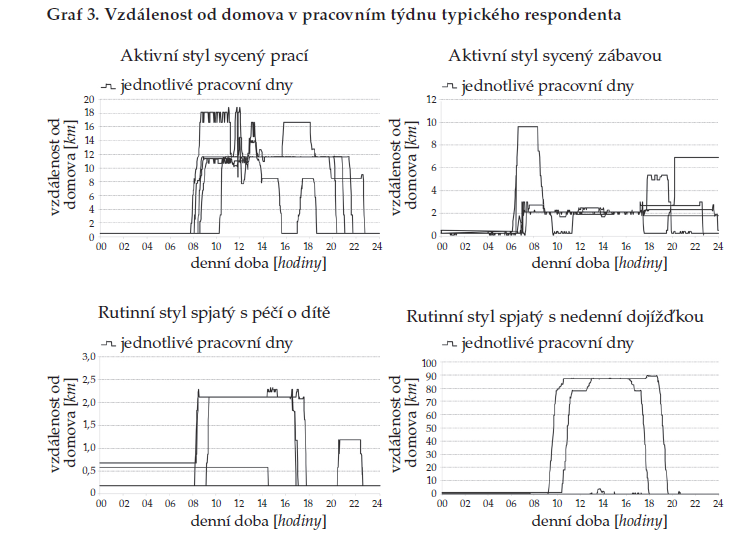 Graf 3. Vzdálenost od domova v pracovním týdnu typického respondenta
Aktivní styl sycený prací
jednotlivé pracovní dny
vzdálenost od
domova [km]
20
18
16
14
12
10
8
6
4
2
0
00 02 04 06 08 10 12 14 16 18 20 22 24
denní doba [hodiny]
Aktivní styl sycený zábavou
jednotlivé pracovní dny
vzdálenost od
domova [km]
12
10
8
6
4
2
0
00 02 04 06 08 10 12 14 16 18 20 22 24
denní doba [hodiny]
Rutinní styl spjatý s péčí o dítě
jednotlivé pracovní dny
vzdálenost od
domova [km]
3,0
2,5
2,0
1,5
1,0
0,5
0
00 02 04 06 08 10 12 14 16 18 20 22 24
denní doba [hodiny]
Rutinní styl spjatý s nedenní dojížďkou
jednotlivé pracovní dny
vzdálenost od
domova [km]
100
90
80
70
60
50
40
30
20
10
0
00 02 04 06 08 10 12 14 16 18 20 22 24
denní doba [hodiny]